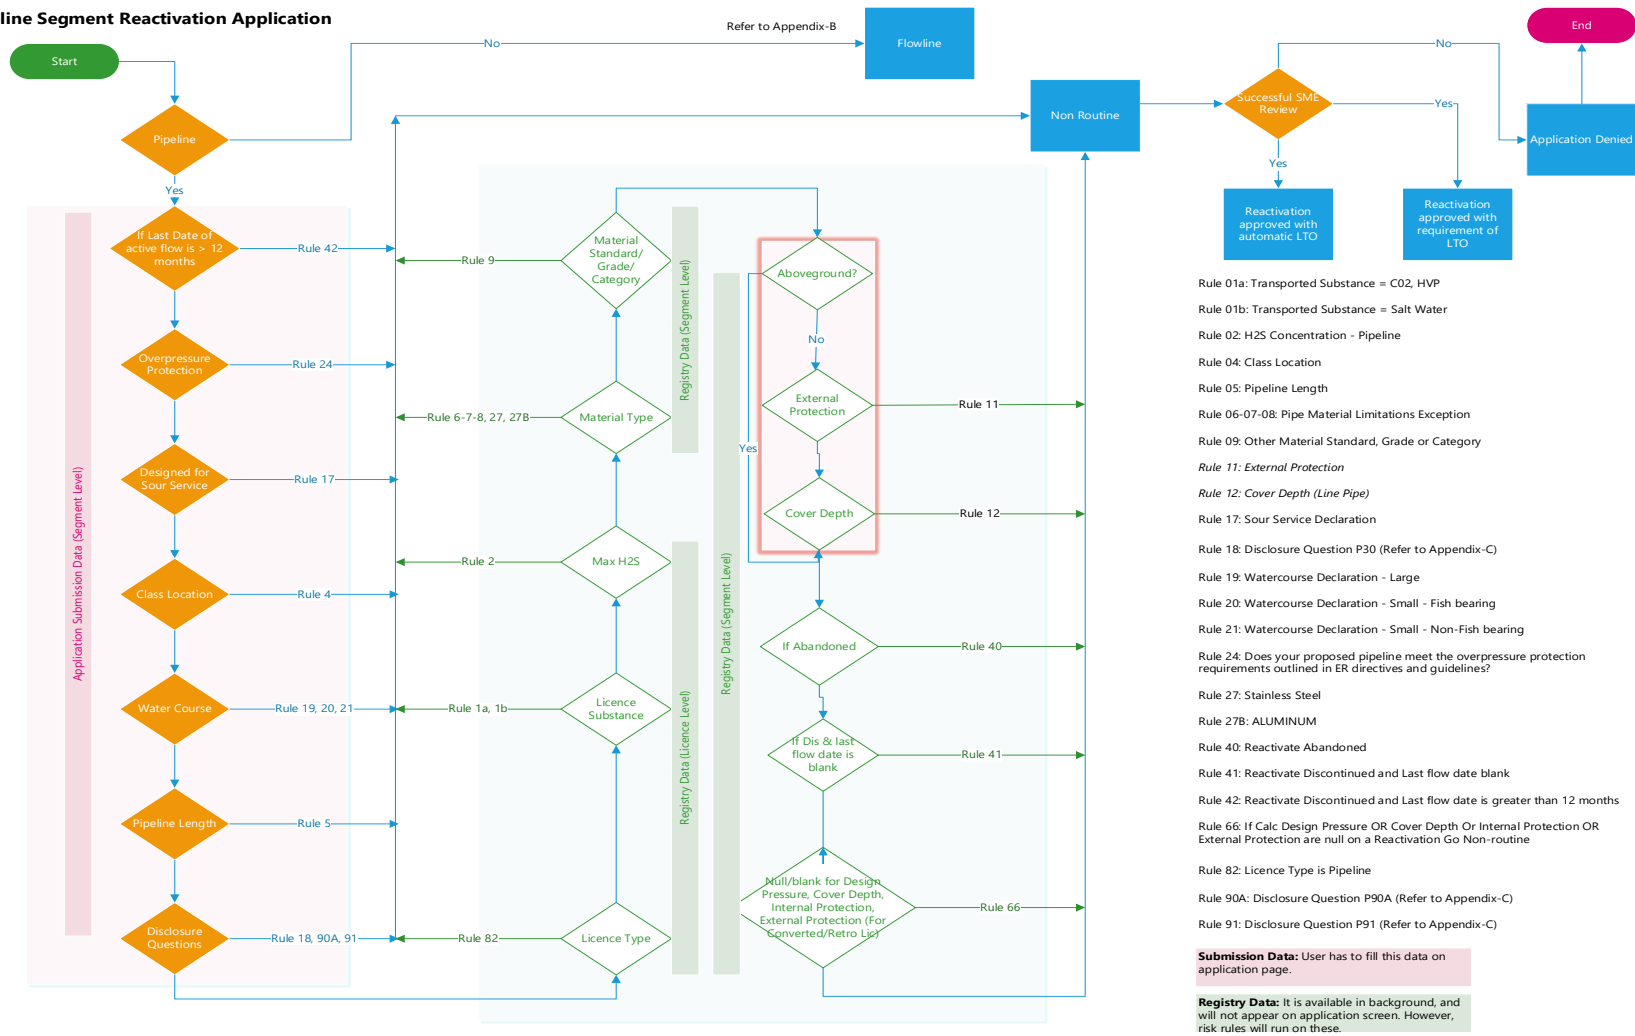 line Segment Reactivation Application
Refer to Appendix-B
Flowline
End
Start
No
No
Successful SME
Review
Yes
Non Routine
Pipeline
Application Denied
Yes
Yes
Reactivation
approved with
automatic LTO
Reactivation
approved with
requirement of
LTO
If Last Date of
active flow is > 12
months
Rule 42
Overpressure
Protection
Rule 24
Designed for
Sour Service
Rule 17
Class Location
Rule 4
Water Course
Rule 19, 20, 21
Pipeline Length
Rule 5
Disclosure
Questions
Rule 18, 90A, 91
Application Submission Data (Segment Level)
Material
Standard/
Grade/
Category
Rule 9
Material Type
Rule 6-7-8, 27, 27B
Max H2S
Rule 2
Licence
Substance
Rule 1a, 1b
Licence Type
Rule 82
Registry Data (Segment Level)
Registry Data (Licence Level)
Registry Data (Segment Level)
Aboveground?
No
Yes
External
Protection
Rule 11
Cover Depth
Rule 12
If Abandoned
Rule 40
If Dis & last
flow date is
blank
Rule 41
Null/blank for Design
Pressure, Cover Depth,
Internal Protection,
External Protection (For
Converted/Retro Lic)
Rule 66
Rule 01a: Transported Substance = C02, HVP
Rule 01b: Transported Substance = Salt Water
Rule 02: H2S Concentration - Pipeline
Rule 04: Class Location
Rule 05: Pipeline Length
Rule 06-07-08: Pipe Material Limitations Exception
Rule 09: Other Material Standard, Grade or Category
Rule 11: External Protection
Rule 12: Cover Depth (Line Pipe)
Rule 17: Sour Service Declaration
Rule 18: Disclosure Question P30 (Refer to Appendix-C)
Rule 19: Watercourse Declaration - Large
Rule 20: Watercourse Declaration - Small - Fish bearing
Rule 21: Watercourse Declaration - Small - Non-Fish bearing
Rule 24: Does your proposed pipeline meet the overpressure protection
requirements outlined in ER directives and guidelines?
Rule 27: Stainless Steel
Rule 27B: ALUMINUM
Rule 40: Reactivate Abandoned
Rule 41: Reactivate Discontinued and Last flow date blank
Rule 42: Reactivate Discontinued and Last flow date is greater than 12 months
Rule 66: If Calc Design Pressure OR Cover Depth Or Internal Protection OR
External Protection are null on a Reactivation Go Non-routine
Rule 82: Licence Type is Pipeline
Rule 90A: Disclosure Question P90A (Refer to Appendix-C)
Rule 91: Disclosure Question P91 (Refer to Appendix-C)
Submission Data: User has to fill this data on
application page.
Registry Data: It is available in background, and
will not appear on application screen. However,
risk rules will run on these.